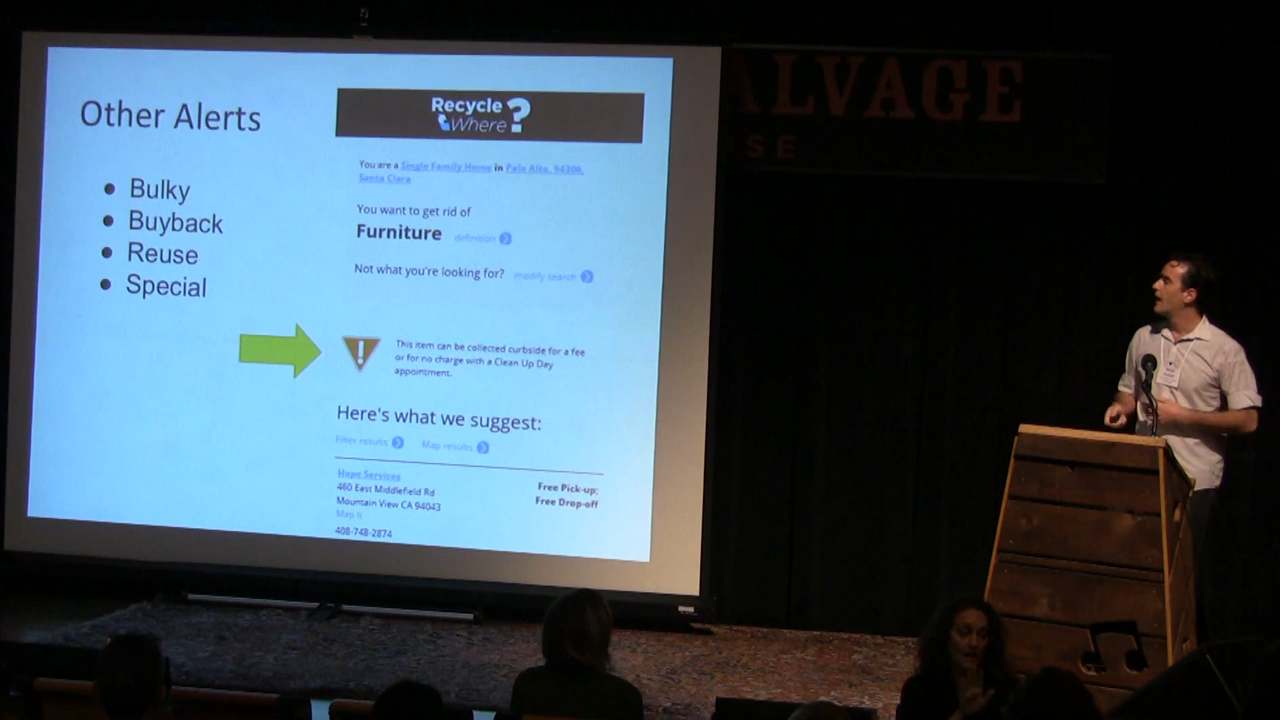 Other Alerts
Bulky
Buyback
Reuse
Special
Recycle
Where?
You are a Single Family Home in Palo Alto, 94306,
Santa Clara
You want to get rid of
Furniture
definition
Not what you're looking for? modify search
!
This item can be collected curbside for a fee
or for no charge with a Clean Up Day
appointment.
Here's what we suggest:
Filter results Map results
Hope Services
460 East Middlefield Rd
Mountain View CA 94043
Map it
408-748-2874
Free Pick-up;
Free Drop-off
ALVAGE
SE